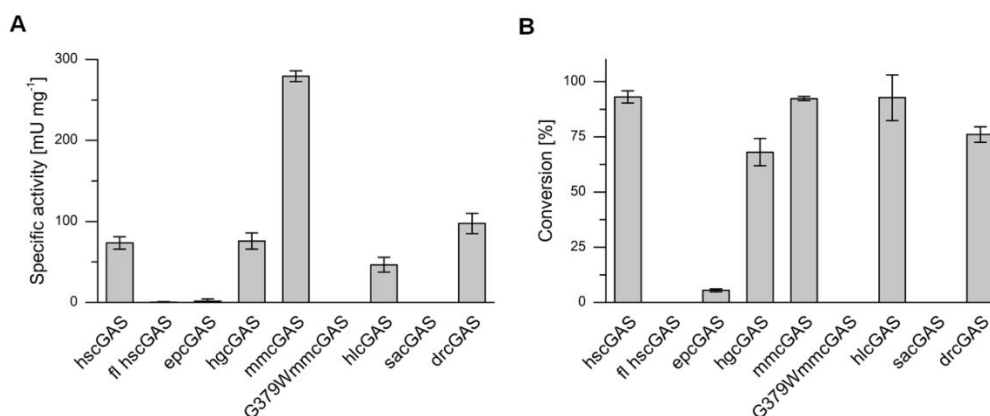 A
Specific activity [mU mg⁻¹]
300
200
100
0
hscGAS
fl hscGAS
epcGAS
hgcGAS
mmcGAS
G379WmmcGAS
hlcGAS
sacGAS
drcGAS
B
Conversion [%]
100
75
50
25
0
hscGAS
fl hscGAS
epcGAS
hgcGAS
mmcGAS
G379WmmcGAS
hlcGAS
sacGAS
drcGAS